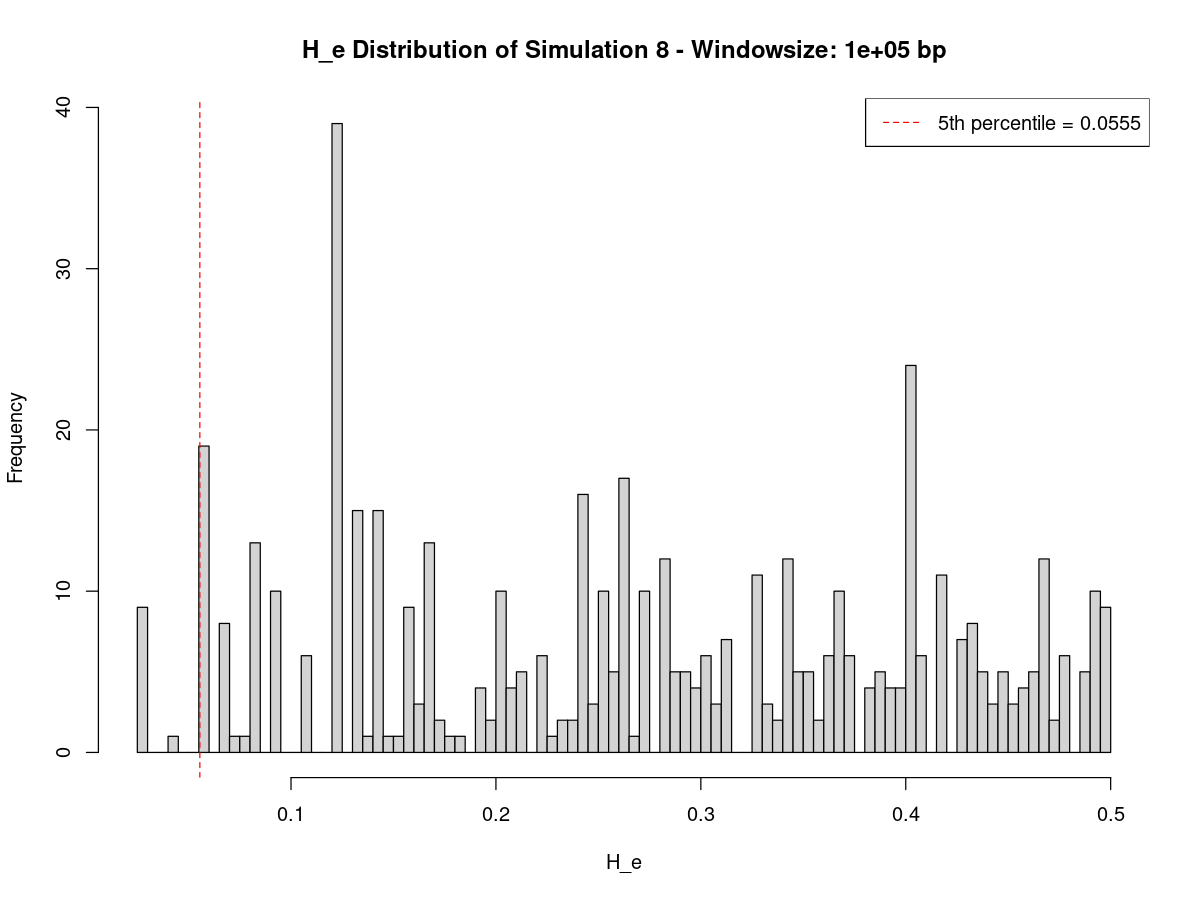 H_e Distribution of Simulation 8 - Windowsize: 1e+05 bp
5th percentile = 0.0555
Frequency
40
30
20
10
0
0.1 0.2 0.3 0.4 0.5
H_e